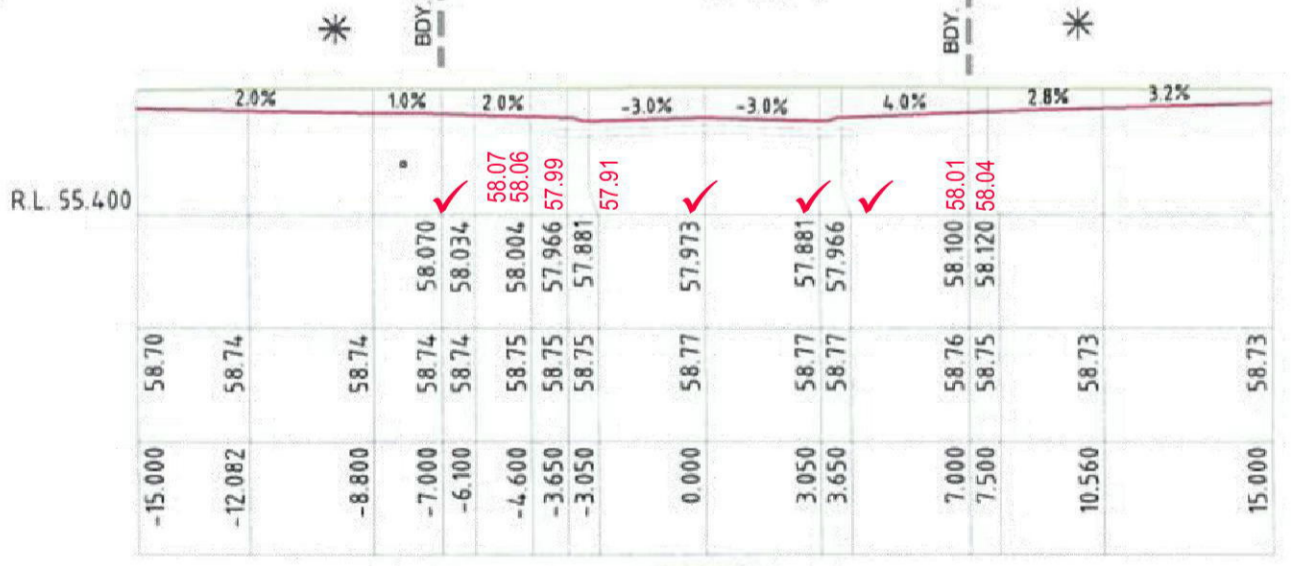 * BDY. BDY. *
2.0% 1.0% 2.0% -3.0% -3.0% 4.0% 2.8% 3.2%
58.07 58.06 57.99 57.91 ✓ ✓ ✓ ✓ 58.01 58.04
R.L. 55.400
58.070 58.034 58.004 57.966 57.881 57.973 57.881 57.966 58.100 58.120
58.70 58.74 58.74 58.74 58.74 58.75 58.75 58.75 58.77 58.77 58.77 58.76 58.75 58.73 58.73
-15.000 -12.082 -8.800 -7.000 -6.100 -4.600 -3.650 -3.050 0.000 3.050 3.650 7.000 7.500 10.560 15.000